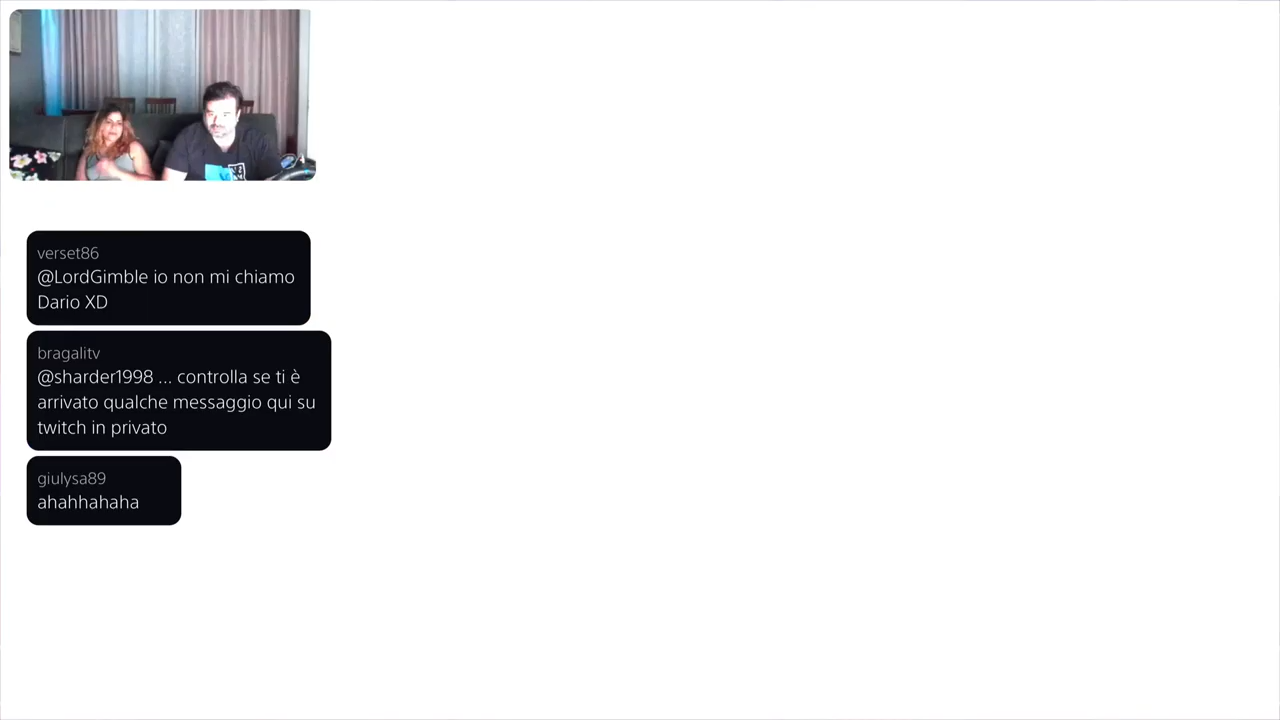 verset86
@LordGimble io non mi chiamo
Dario XD
bragalitv
@sharder1998 ... controlla se ti è
arrivato qualche messaggio qui su
twitch in privato
giulysa89
ahahhahaha